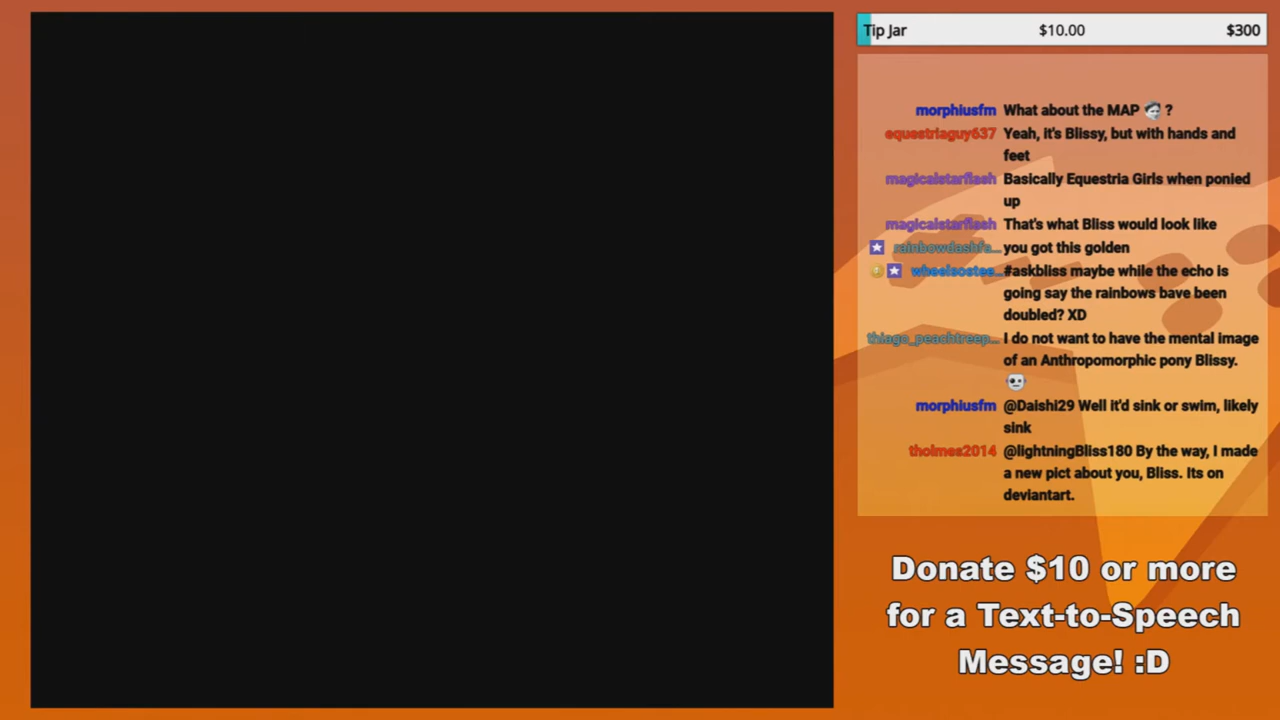 Tip Jar $10.00 $300
morphiusfm What about the MAP ?
equestriaguy637 Yeah, it's Blissy, but with hands and
feet
magicalstarflash Basically Equestria Girls when ponied
up
magicalstarflash That's what Bliss would look like
rainbowdashfa... you got this golden
wheelsostee... #askbliss maybe while the echo is
going say the rainbows bave been
doubled? XD
thiago_peachtreep... I do not want to have the mental image
of an Anthropomorphic pony Blissy.
morphiusfm @Daishi29 Well it'd sink or swim, likely
sink
tholmes2014 @lightningBliss180 By the way, I made
a new pict about you, Bliss. Its on
deviantart.
Donate $10 or more
for a Text-to-Speech
Message! :D